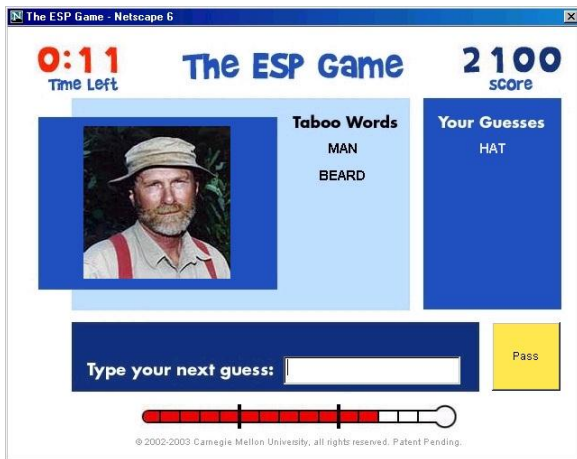 The ESP Game - Netscape 6
0:11
Time Left
The ESP Game
2100
score
Taboo Words
MAN
BEARD
Your Guesses
HAT
Type your next guess:
Pass
© 2002-2003 Carnegie Mellon University, all rights reserved. Patent Pending.